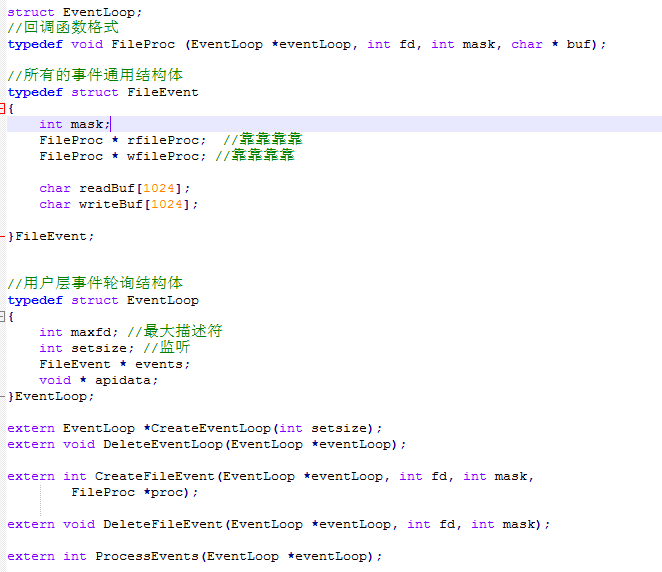 struct EventLoop;
//回调函数格式
typedef void FileProc (EventLoop *eventLoop, int fd, int mask, char * buf);
//所有的事件通用结构体
typedef struct FileEvent
{
int mask;
FileProc * rfileProc;  //靠靠靠靠
FileProc * wfileProc; //靠靠靠靠
char readBuf[1024];
char writeBuf[1024];
}FileEvent;
//用户层事件轮询结构体
typedef struct EventLoop
{
int maxfd; //最大描述符
int setsize; //监听
FileEvent * events;
void * apidata;
}EventLoop;
extern EventLoop *CreateEventLoop(int setsize);
extern void DeleteEventLoop(EventLoop *eventLoop);
extern int CreateFileEvent(EventLoop *eventLoop, int fd, int mask,
FileProc *proc);
extern void DeleteFileEvent(EventLoop *eventLoop, int fd, int mask);
extern int ProcessEvents(EventLoop *eventLoop);